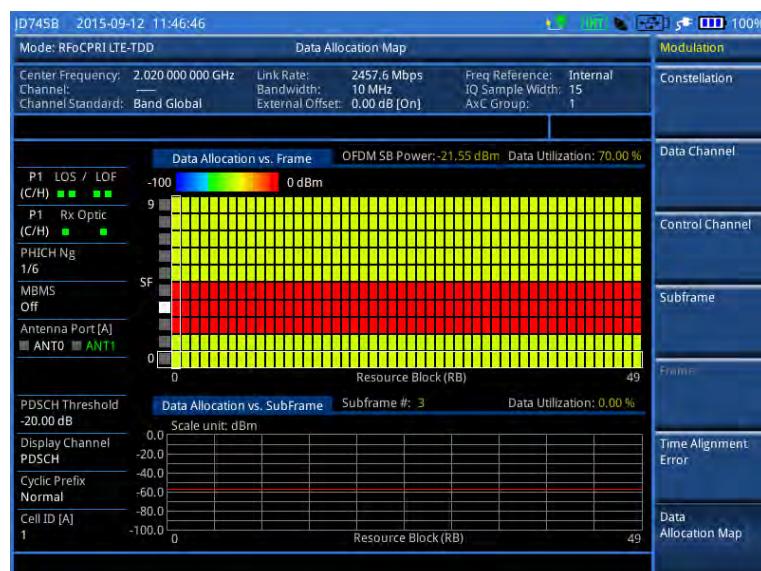 JD745B 2015-09-12 11:46:46 100%
Mode: RFoCPRI LTE-TDD Data Allocation Map
Center Frequency: 2.020 000 000 GHz Link Rate: 2457.6 Mbps Freq Reference: Internal
Channel: ---- Bandwidth: 10 MHz IQ Sample Width: 15
Channel Standard: Band Global External Offset: 0.00 dB [On] AxC Group: 1
Data Allocation vs. Frame OFDM SB Power:-21.55 dBm Data Utilization: 70.00 %
-100 0 dBm
9
SF
0
0 Resource Block (RB) 49
P1 LOS / LOF
(C/H)
P1 Rx Optic
(C/H)
PHICH Ng
1/6
MBMS
Off
Antenna Port [A]
ANT0 ANT1
PDSCH Threshold
-20.00 dB
Display Channel
PDSCH
Cyclic Prefix
Normal
Cell ID [A]
1
Data Allocation vs. SubFrame Subframe #: 3 Data Utilization: 0.00 %
Scale unit: dBm
0.0
-20.0
-40.0
-60.0
-80.0
-100.0
0 Resource Block (RB) 49
Modulation
Constellation
Data Channel
Control Channel
Subframe
Frame
Time Alignment
Error
Data
Allocation Map